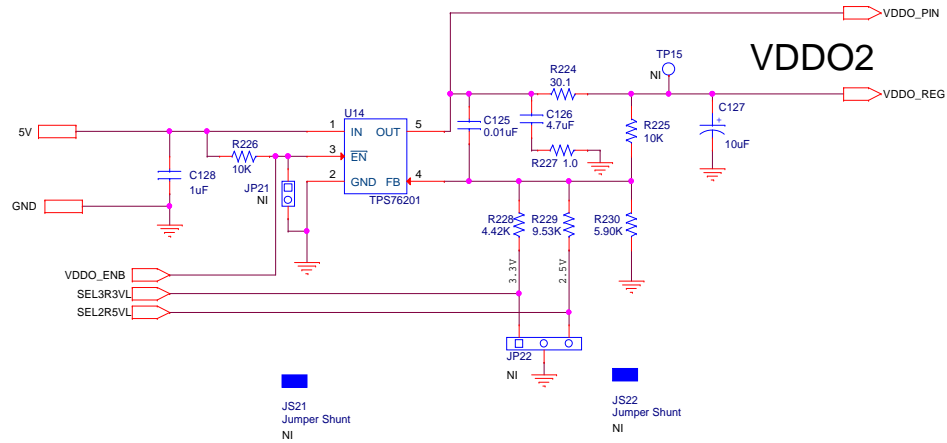 VDDO_PIN
VDDO2
TP15
NI
R224
30.1
VDDO_REG
U14
C125
0.01uF
C126
4.7uF
C127
+
10uF
R225
10K
5V
1
IN
OUT
5
3
EN
R226
10K
R227 1.0
2
GND
FB
4
TPS76201
C128
1uF
JP21
NI
GND
R228
4.42K
R229
9.53K
R230
5.90K
VDDO_ENB
SEL3R3VL
SEL2R5VL
3.3V
2.5V
JP22
NI
JS21
Jumper Shunt
NI
JS22
Jumper Shunt
NI